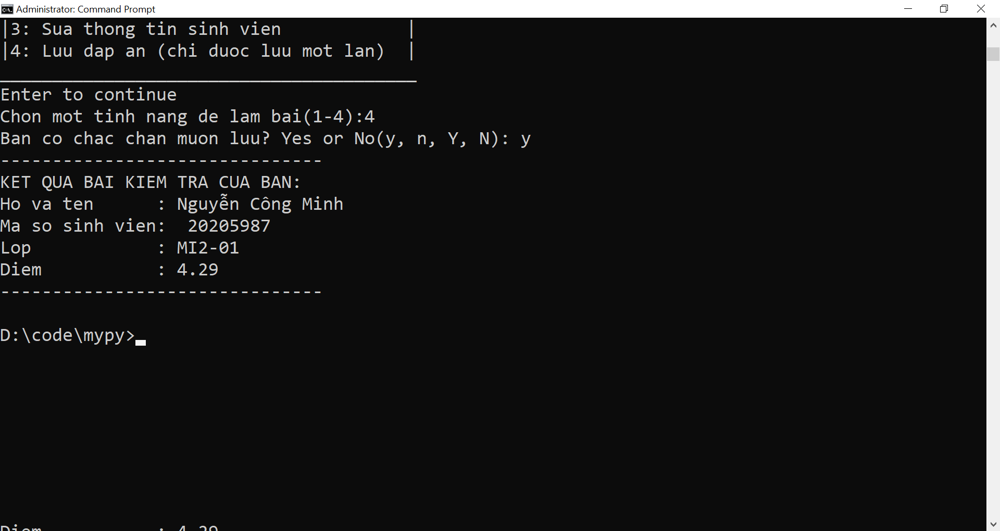 Administrator: Command Prompt
|3: Sua thong tin sinh vien |
|4: Luu dap an (chi duoc luu mot lan) |
________________________________________
Enter to continue
Chon mot tinh nang de lam bai(1-4):4
Ban co chac chan muon luu? Yes or No(y, n, Y, N): y
-------------------------------
KET QUA BAI KIEM TRA CUA BAN:
Ho va ten : Nguyễn Công Minh
Ma so sinh vien: 20205987
Lop : MI2-01
Diem : 4.29
-------------------------------
D:\code\mypy>
Diem : 4.29